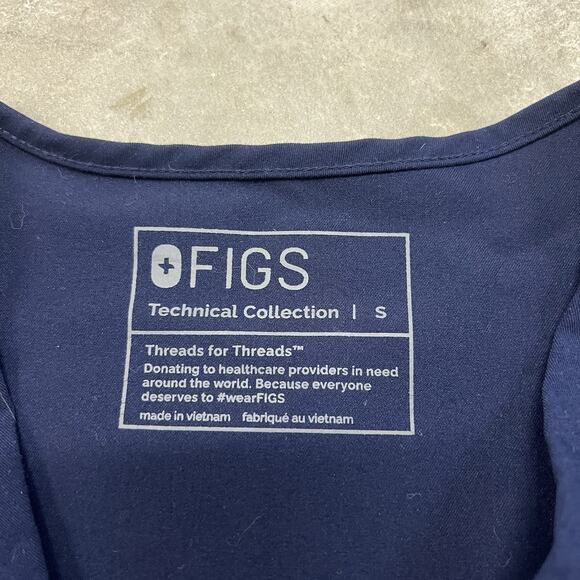 FIGS
Technical Collection | S
Threads for Threads™
Donating to healthcare providers in need
around the world. Because everyone
deserves to #wearFIGS
made in vietnam fabriqué au vietnam